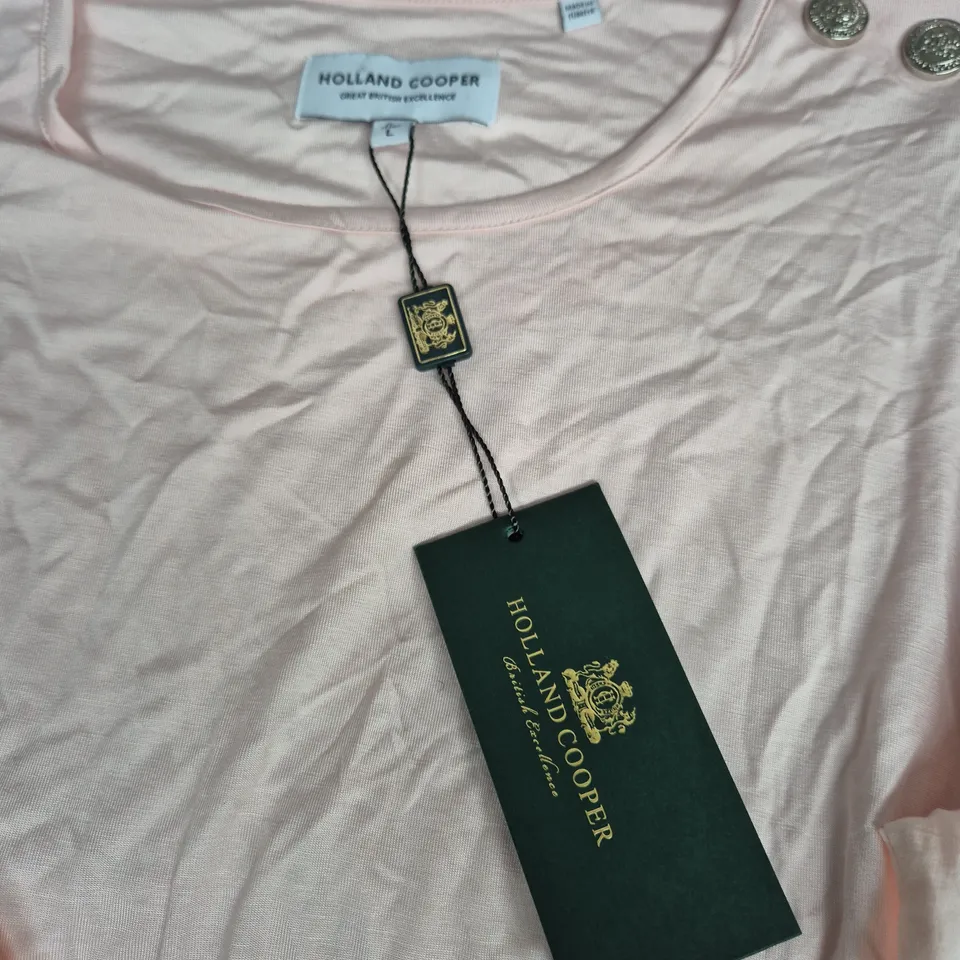 HOLLAND COOPER
GREAT BRITISH EXCELLENCE
L
HOLLAND COOPER
British Excellence